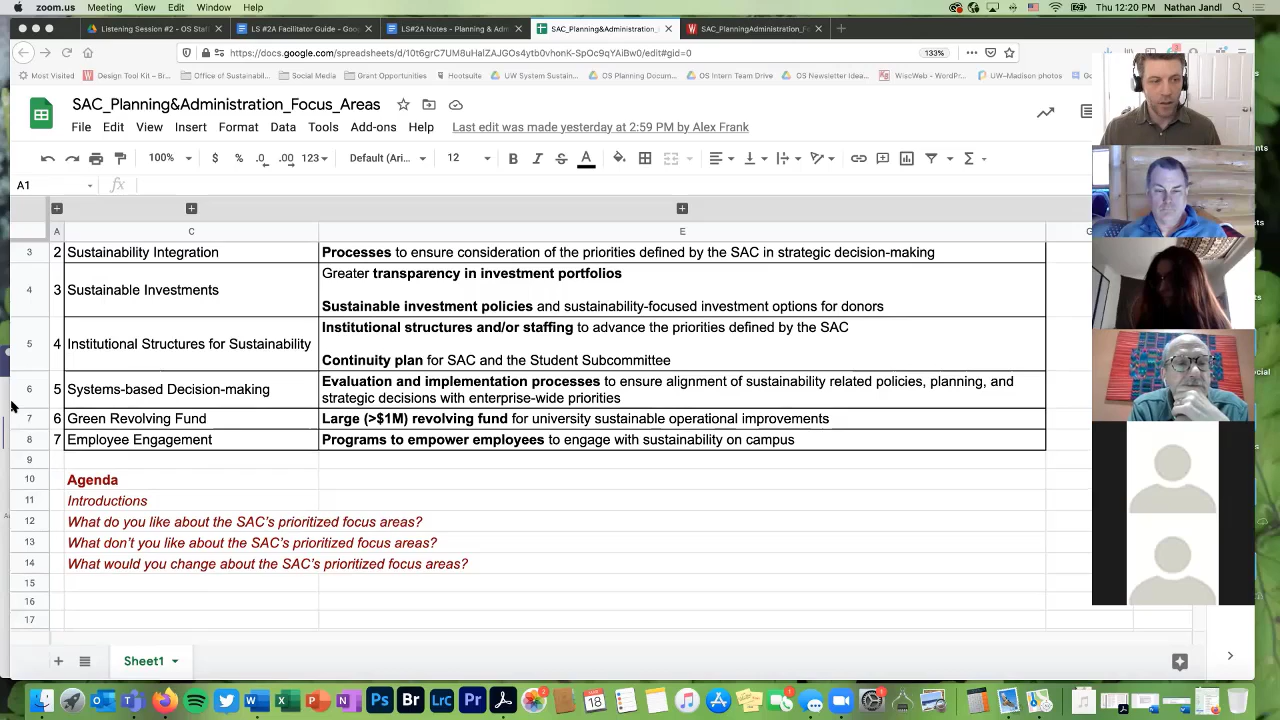 zoom.us Window Edit Help
Thu 12:20:00 PM Nathan Jandl
Listening Session #2 - OS Staf
LS #2A Facilitator Guide - Goo
LS#2A Notes - Planning & Adm
SAC_Planning&Administration_
SAC_PlanningAdministration_Fo
https://docs.google.com/spreadsheets/d/10t6grC7UM8uHalZAJGOs4ytb0vhonK-SpOc9qYAiBw0/edit#gid=0
133%
Most Visited Design Tool Kit – Br... Office of Sustainabilit... Social Media Grant Opportunities Hootsuite UW System Sustain... OS Planning Docum... OS Intern Team Drive OS Newsletter idea... WiscWeb – WordPr... UW–Madison photos
SAC_Planning&Administration_Focus_Areas
File Edit View Insert Format Data Tools Add-ons Help Last edit was made yesterday at 2:59 PM by Alex Frank
100% $ % .0 .00 123 Default (Ari... 12 B I S A
A1 fx
A C E
3 2 Sustainability Integration Processes to ensure consideration of the priorities defined by the SAC in strategic decision-making
4 3 Sustainable Investments Greater transparency in investment portfolios
Sustainable investment policies and sustainability-focused investment options for donors
5 4 Institutional Structures for Sustainability Institutional structures and/or staffing to advance the priorities defined by the SAC
Continuity plan for SAC and the Student Subcommittee
6 5 Systems-based Decision-making Evaluation and implementation processes to ensure alignment of sustainability related policies, planning, and
strategic decisions with enterprise-wide priorities
7 6 Green Revolving Fund Large (>$1M) revolving fund for university sustainable operational improvements
8 7 Employee Engagement Programs to empower employees to engage with sustainability on campus
9
10 Agenda
11 Introductions
12 What do you like about the SAC's prioritized focus areas?
13 What don't you like about the SAC's prioritized focus areas?
14 What would you change about the SAC's prioritized focus areas?
15
16
17
Sheet1